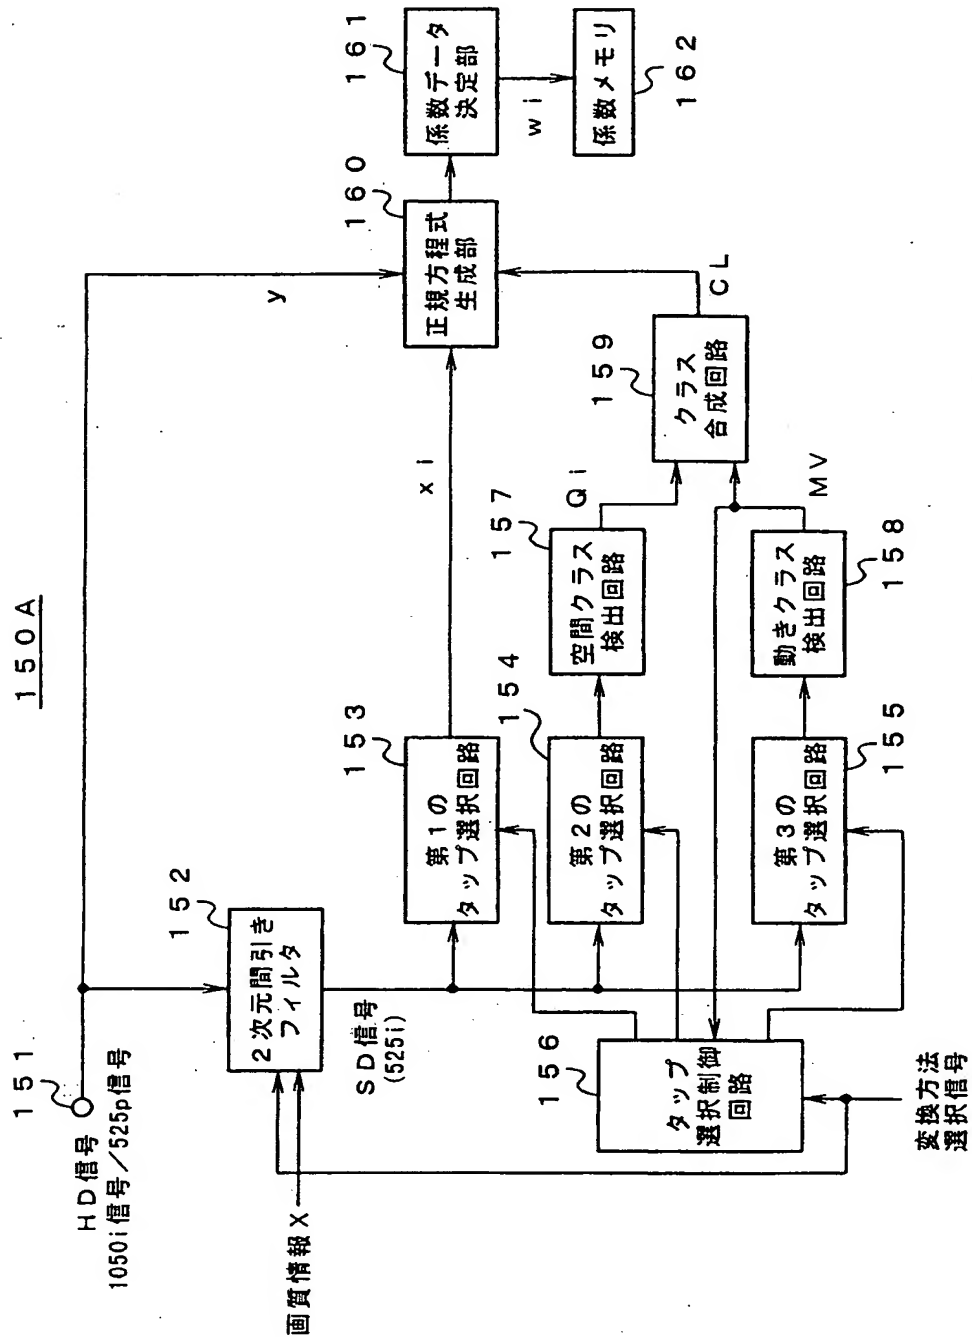 150A
151
HD信号
1050i信号／525p信号
画質情報X
152
2次元間引き
フィルタ
SD信号
(525i)
153
第1の
タップ選択回路
154
第2の
タップ選択回路
155
第3の
タップ選択回路
156
タップ
選択制御
回路
変換方法
選択信号
157
空間クラス
検出回路
158
動きクラス
検出回路
Qi
MV
159
クラス
合成回路
CL
xi
y
160
正規方程式
生成部
161
係数データ
決定部
wi
162
係数メモリ